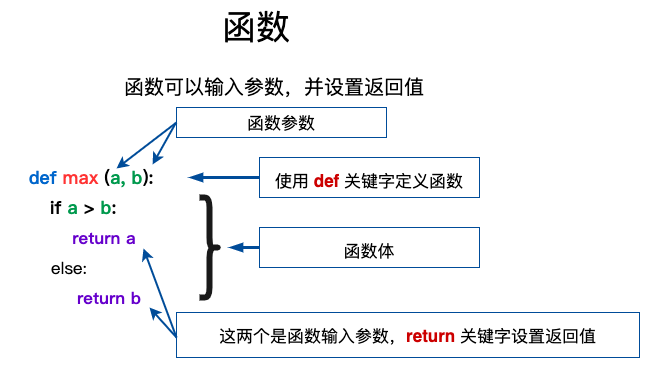 函数
函数可以输入参数，并设置返回值
函数参数
def max (a, b):
使用 def 关键字定义函数
if a > b:
return a
函数体
else:
return b
这两个是函数输入参数，return 关键字设置返回值